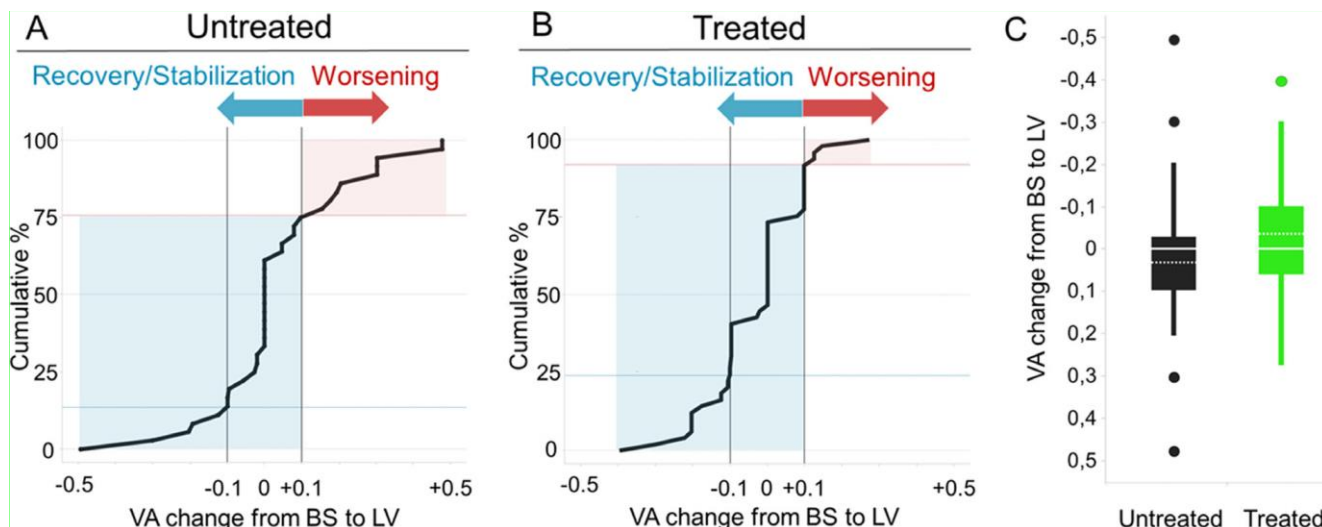 A
Untreated
Recovery/Stabilization Worsening
Cumulative %
100
75
50
25
0
-0.5 -0.1 0 +0.1 +0.5
VA change from BS to LV
B
Treated
Recovery/Stabilization Worsening
Cumulative %
100
75
50
25
0
-0.5 -0.1 0 +0.1 +0.5
VA change from BS to LV
C
VA change from BS to LV
-0,5
-0,4
-0,3
-0,2
-0,1
0
0,1
0,2
0,3
0,4
0,5
Untreated Treated